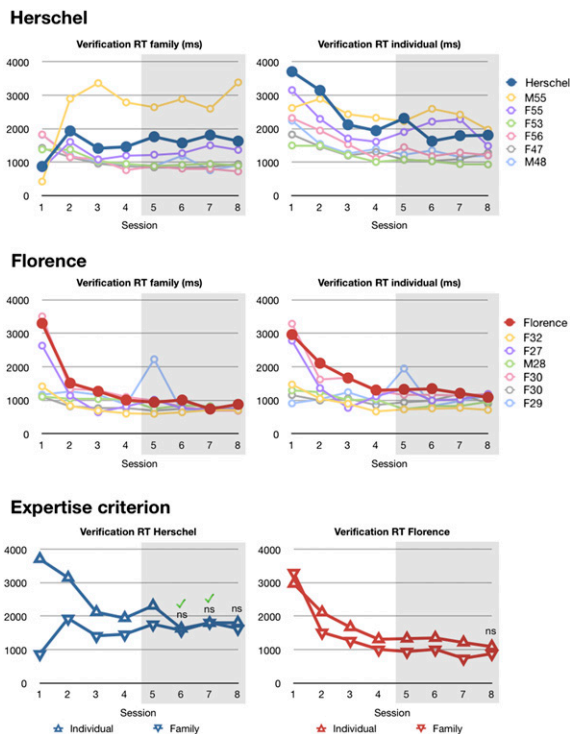 Herschel
Verification RT family (ms)
Verification RT individual (ms)
4000
3000
2000
1000
0
1 2 3 4 5 6 7 8
Session
4000
3000
2000
1000
0
1 2 3 4 5 6 7 8
Session
Herschel
M55
F55
F53
F56
F47
M48
Florence
Verification RT family (ms)
Verification RT individual (ms)
4000
3000
2000
1000
0
1 2 3 4 5 6 7 8
Session
4000
3000
2000
1000
0
1 2 3 4 5 6 7 8
Session
Florence
F32
F27
M28
F30
F30
F29
Expertise criterion
Verification RT Herschel
Verification RT Florence
4000
3000
2000
1000
0
ns ns ns
1 2 3 4 5 6 7 8
Session
Individual Family
4000
3000
2000
1000
0
ns
1 2 3 4 5 6 7 8
Session
Individual Family